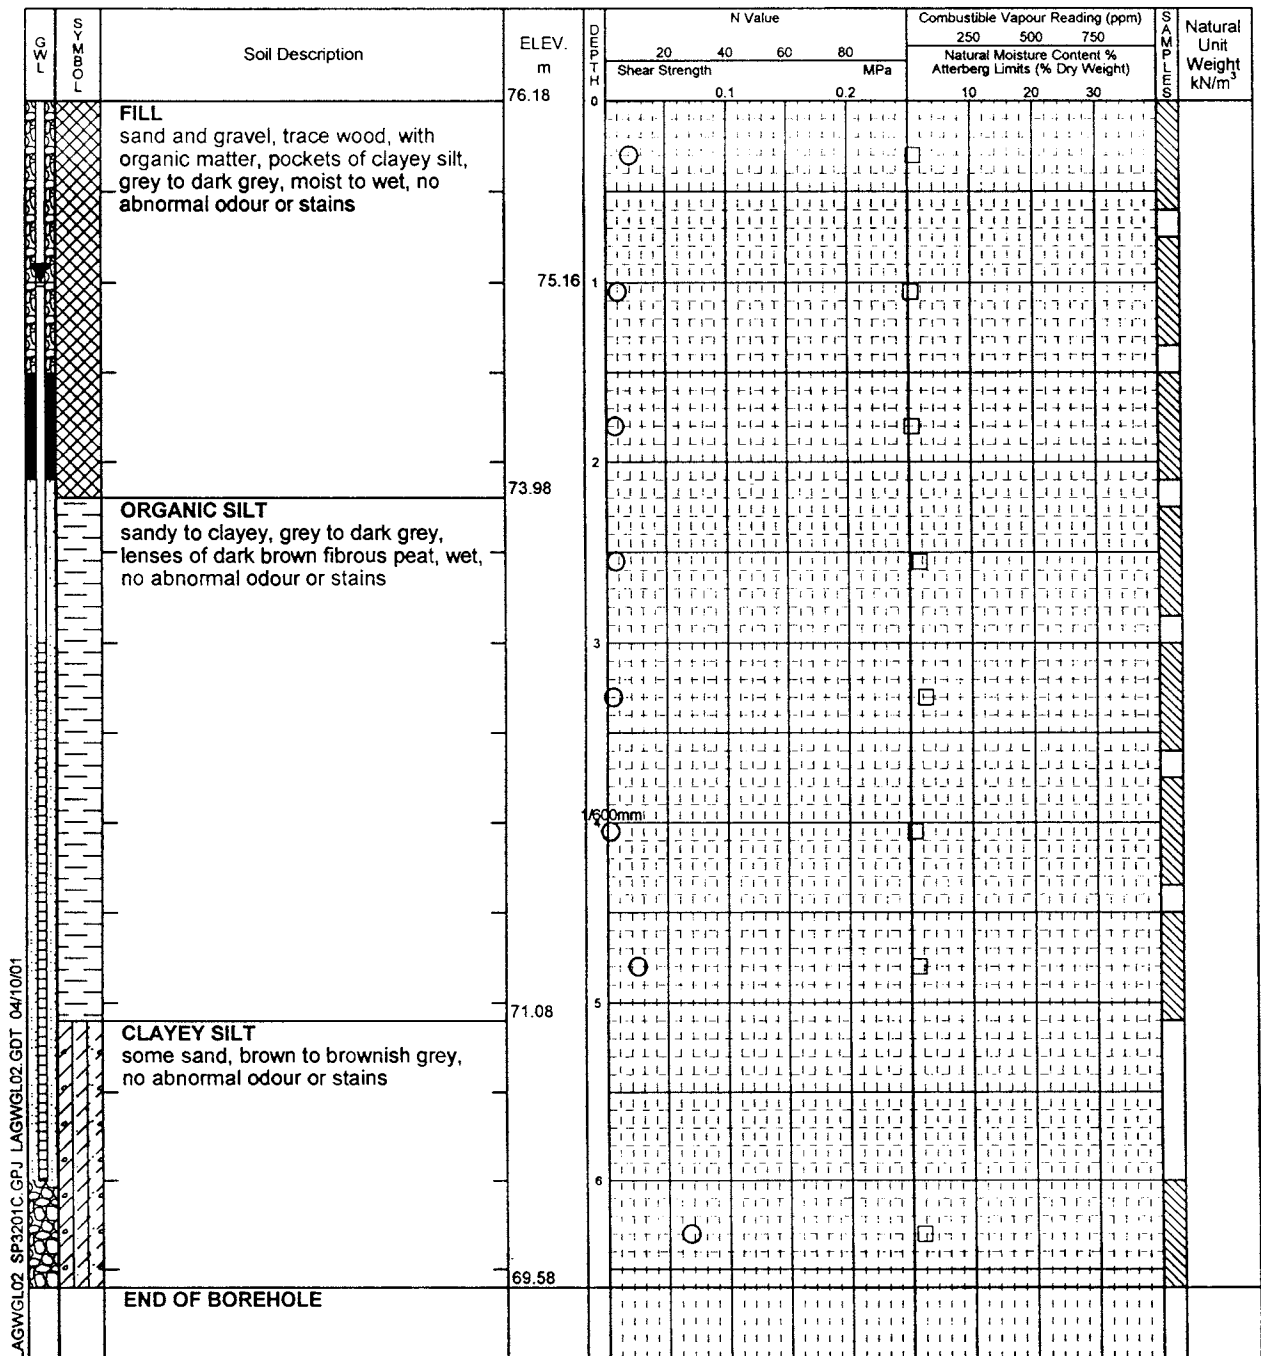 GWL
SYMBOL
Soil Description
ELEV.
m
DEPTH
N Value
20 40 60 80
Shear Strength MPa
0.1 0.2
Combustible Vapour Reading (ppm)
250 500 750
Natural Moisture Content %
Atterberg Limits (% Dry Weight)
10 20 30
SAMPLES
Natural
Unit
Weight
kN/m³
76.18 0
FILL
sand and gravel, trace wood, with
organic matter, pockets of clayey silt,
grey to dark grey, moist to wet, no
abnormal odour or stains
75.16 1
2
73.98
ORGANIC SILT
sandy to clayey, grey to dark grey,
lenses of dark brown fibrous peat, wet,
no abnormal odour or stains
3
1/600mm
4
5
71.08
CLAYEY SILT
some sand, brown to brownish grey,
no abnormal odour or stains
6
69.58
END OF BOREHOLE
LAGWGL02 SP3201C.GPJ LAGWGL02.GDT 04/10/01